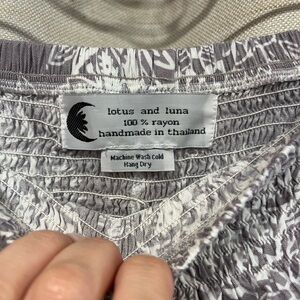 lotus and luna
100 % rayon
handmade in thailand
Machine Wash Cold
Hang Dry